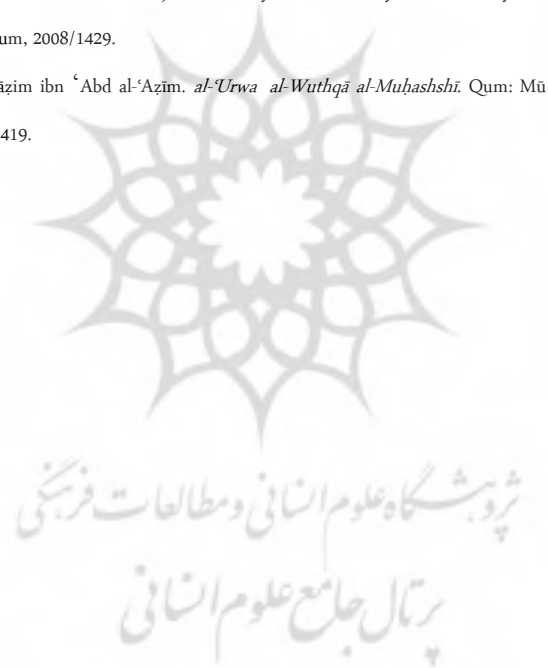 um, 2008/1429.
āẓim ibn ʿAbd al-ʿAẓīm. al-ʿUrwa al-Wuthqā al-Muḥashshī. Qum: Mū
419.
پژوهشگاه علوم انسانی و مطالعات فرهنگی
پرتال جامع علوم انسانی